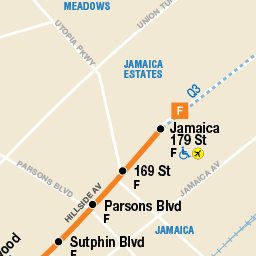 MEADOWS
UNION TU
UTOPIA PKWY
JAMAICA
ESTATES
Q3
F
Jamaica
179 St
F
169 St
F
PARSONS BLVD
HILLSIDE AV
JAMAICA AV
Parsons Blvd
F
JAMAICA
wood
Sutphin Blvd
F